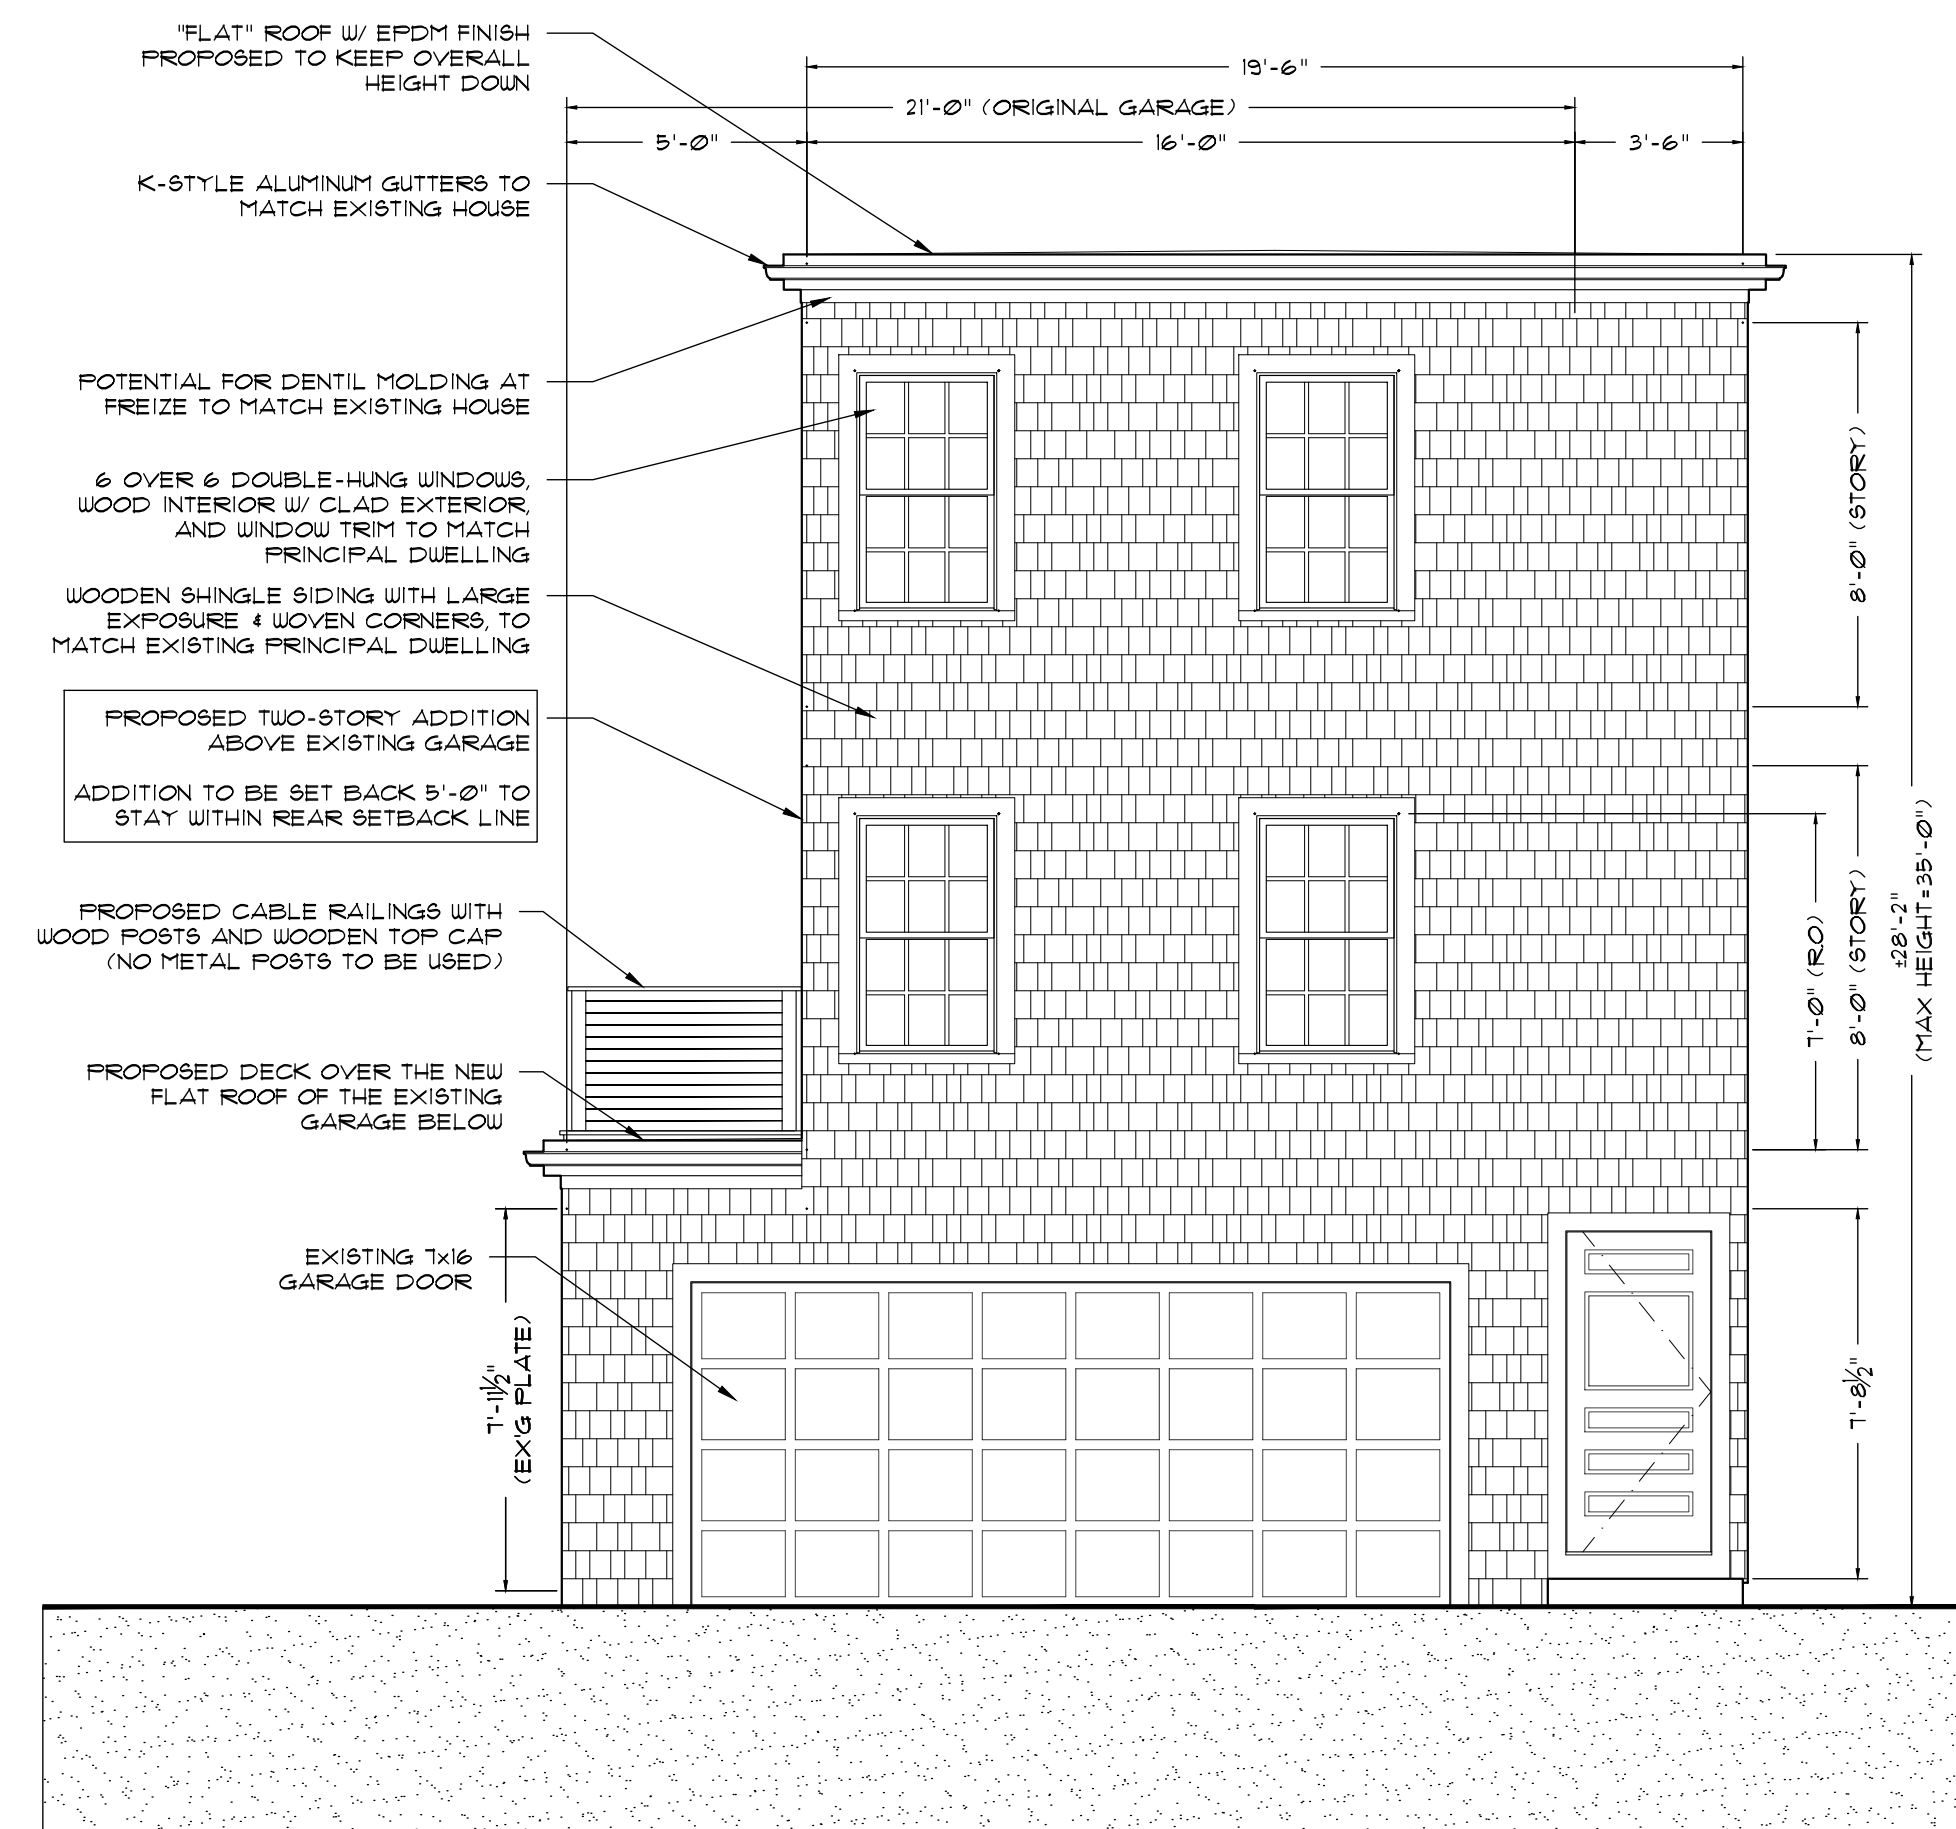 "FLAT" ROOF W/ EPDM FINISH
PROPOSED TO KEEP OVERALL
HEIGHT DOWN
19'-6"
21'-0" (ORIGINAL GARAGE)
5'-0"
16'-0"
3'-6"
K-STYLE ALUMINUM GUTTERS TO
MATCH EXISTING HOUSE
POTENTIAL FOR DENTIL MOLDING AT
FREIZE TO MATCH EXISTING HOUSE
6 OVER 6 DOUBLE-HUNG WINDOWS,
WOOD INTERIOR W/ CLAD EXTERIOR,
AND WINDOW TRIM TO MATCH
PRINCIPAL DWELLING
WOODEN SHINGLE SIDING WITH LARGE
EXPOSURE & WOVEN CORNERS, TO
MATCH EXISTING PRINCIPAL DWELLING
PROPOSED TWO-STORY ADDITION
ABOVE EXISTING GARAGE
ADDITION TO BE SET BACK 5'-0" TO
STAY WITHIN REAR SETBACK LINE
PROPOSED CABLE RAILINGS WITH
WOOD POSTS AND WOODEN TOP CAP
(NO METAL POSTS TO BE USED)
PROPOSED DECK OVER THE NEW
FLAT ROOF OF THE EXISTING
GARAGE BELOW
EXISTING 7x16
GARAGE DOOR
7'-11½"
(EX'G PLATE)
8'-0" (STORY)
7'-0" (R.O.)
8'-0" (STORY)
±28'-2"
(MAX HEIGHT=35'-0")
7'-8½"